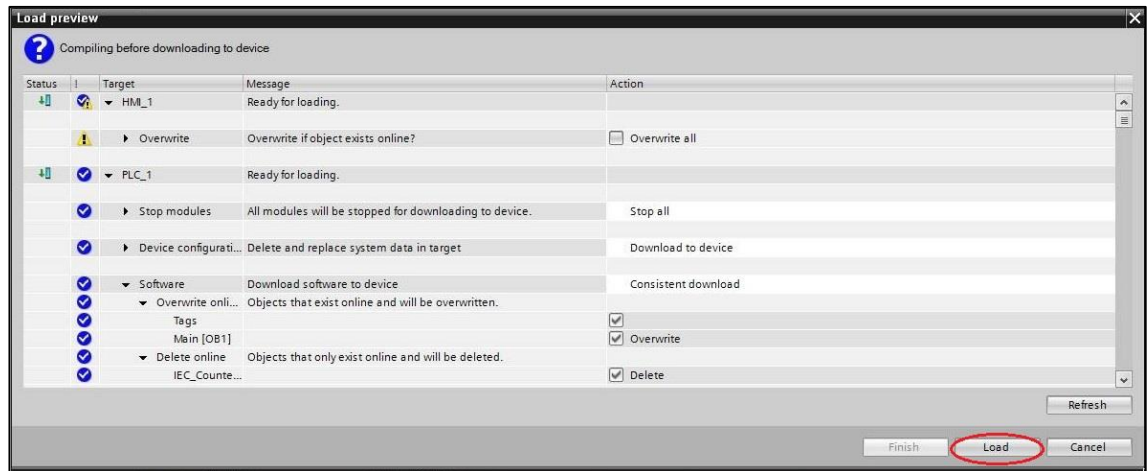 Load preview
Compiling before downloading to device
Status ! Target Message Action
HMI_1 Ready for loading.
Overwrite Overwrite if object exists online? Overwrite all
PLC_1 Ready for loading.
Stop modules All modules will be stopped for downloading to device. Stop all
Device configurati... Delete and replace system data in target Download to device
Software Download software to device Consistent download
Overwrite onli... Objects that exist online and will be overwritten.
Tags
Main [OB1] Overwrite
Delete online Objects that only exist online and will be deleted.
IEC_Counte... Delete
Refresh
Finish Load Cancel